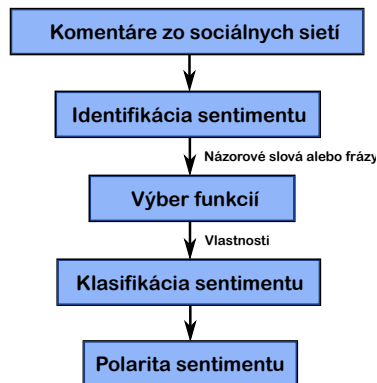 Komentáre zo sociálnych sietí
Identifikácia sentimentu
Názorové slová alebo frázy
Výber funkcií
Vlastnosti
Klasifikácia sentimentu
Polarita sentimentu